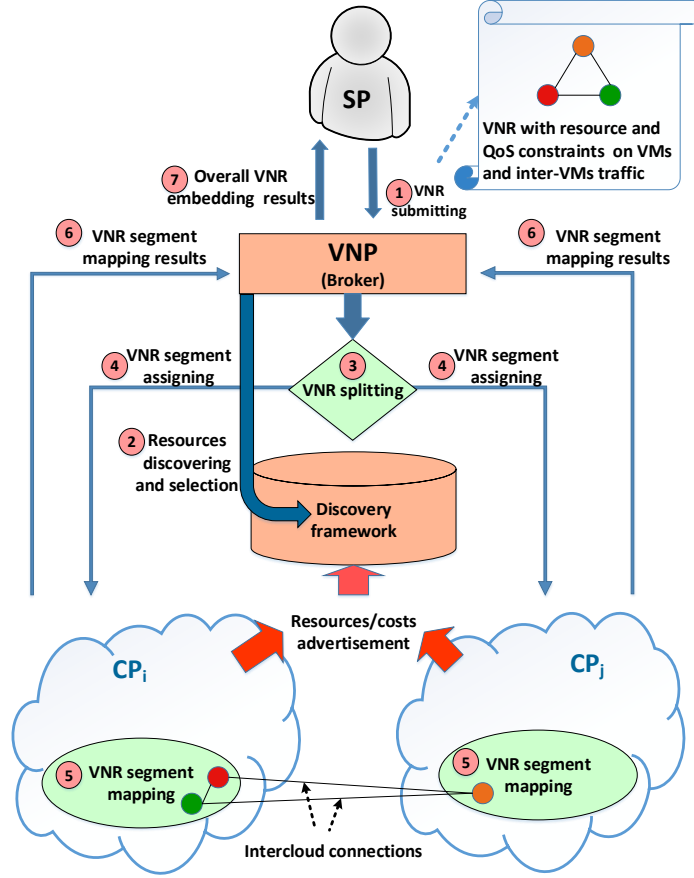 SP
VNR with resource and
QoS constraints on VMs
and inter-VMs traffic
7 Overall VNR
embedding results
1 VNR
submitting
6 VNR segment
mapping results
VNP
(Broker)
6 VNR segment
mapping results
4 VNR segment
assigning
3
VNR splitting
4 VNR segment
assigning
2 Resources
discovering
and selection
Discovery
framework
Resources/costs
advertisement
CPi
CPj
5 VNR segment
mapping
5 VNR segment
mapping
Intercloud connections